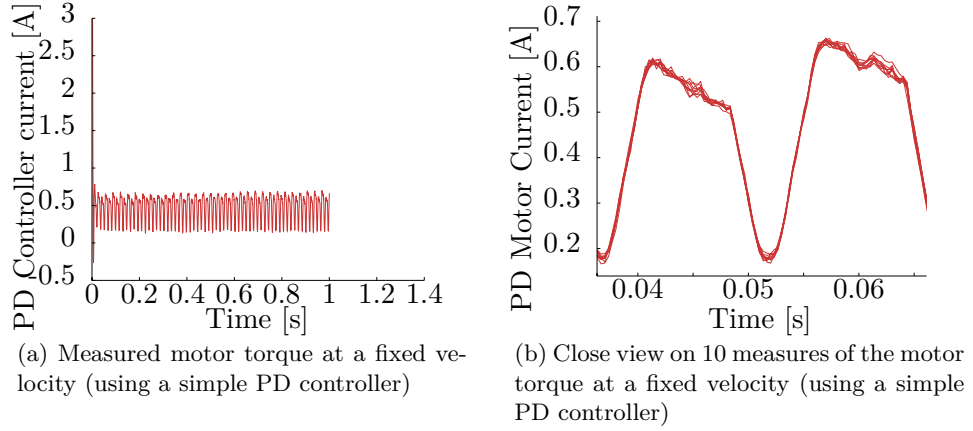 PD Controller current [A]
3
2.5
2
1.5
1
0.5
0
-0.5
0 0.2 0.4 0.6 0.8 1 1.2 1.4
Time [s]
(a) Measured motor torque at a fixed ve-
locity (using a simple PD controller)
PD Motor Current [A]
0.7
0.6
0.5
0.4
0.3
0.2
0.04 0.05 0.06
Time [s]
(b) Close view on 10 measures of the motor
torque at a fixed velocity (using a simple
PD controller)